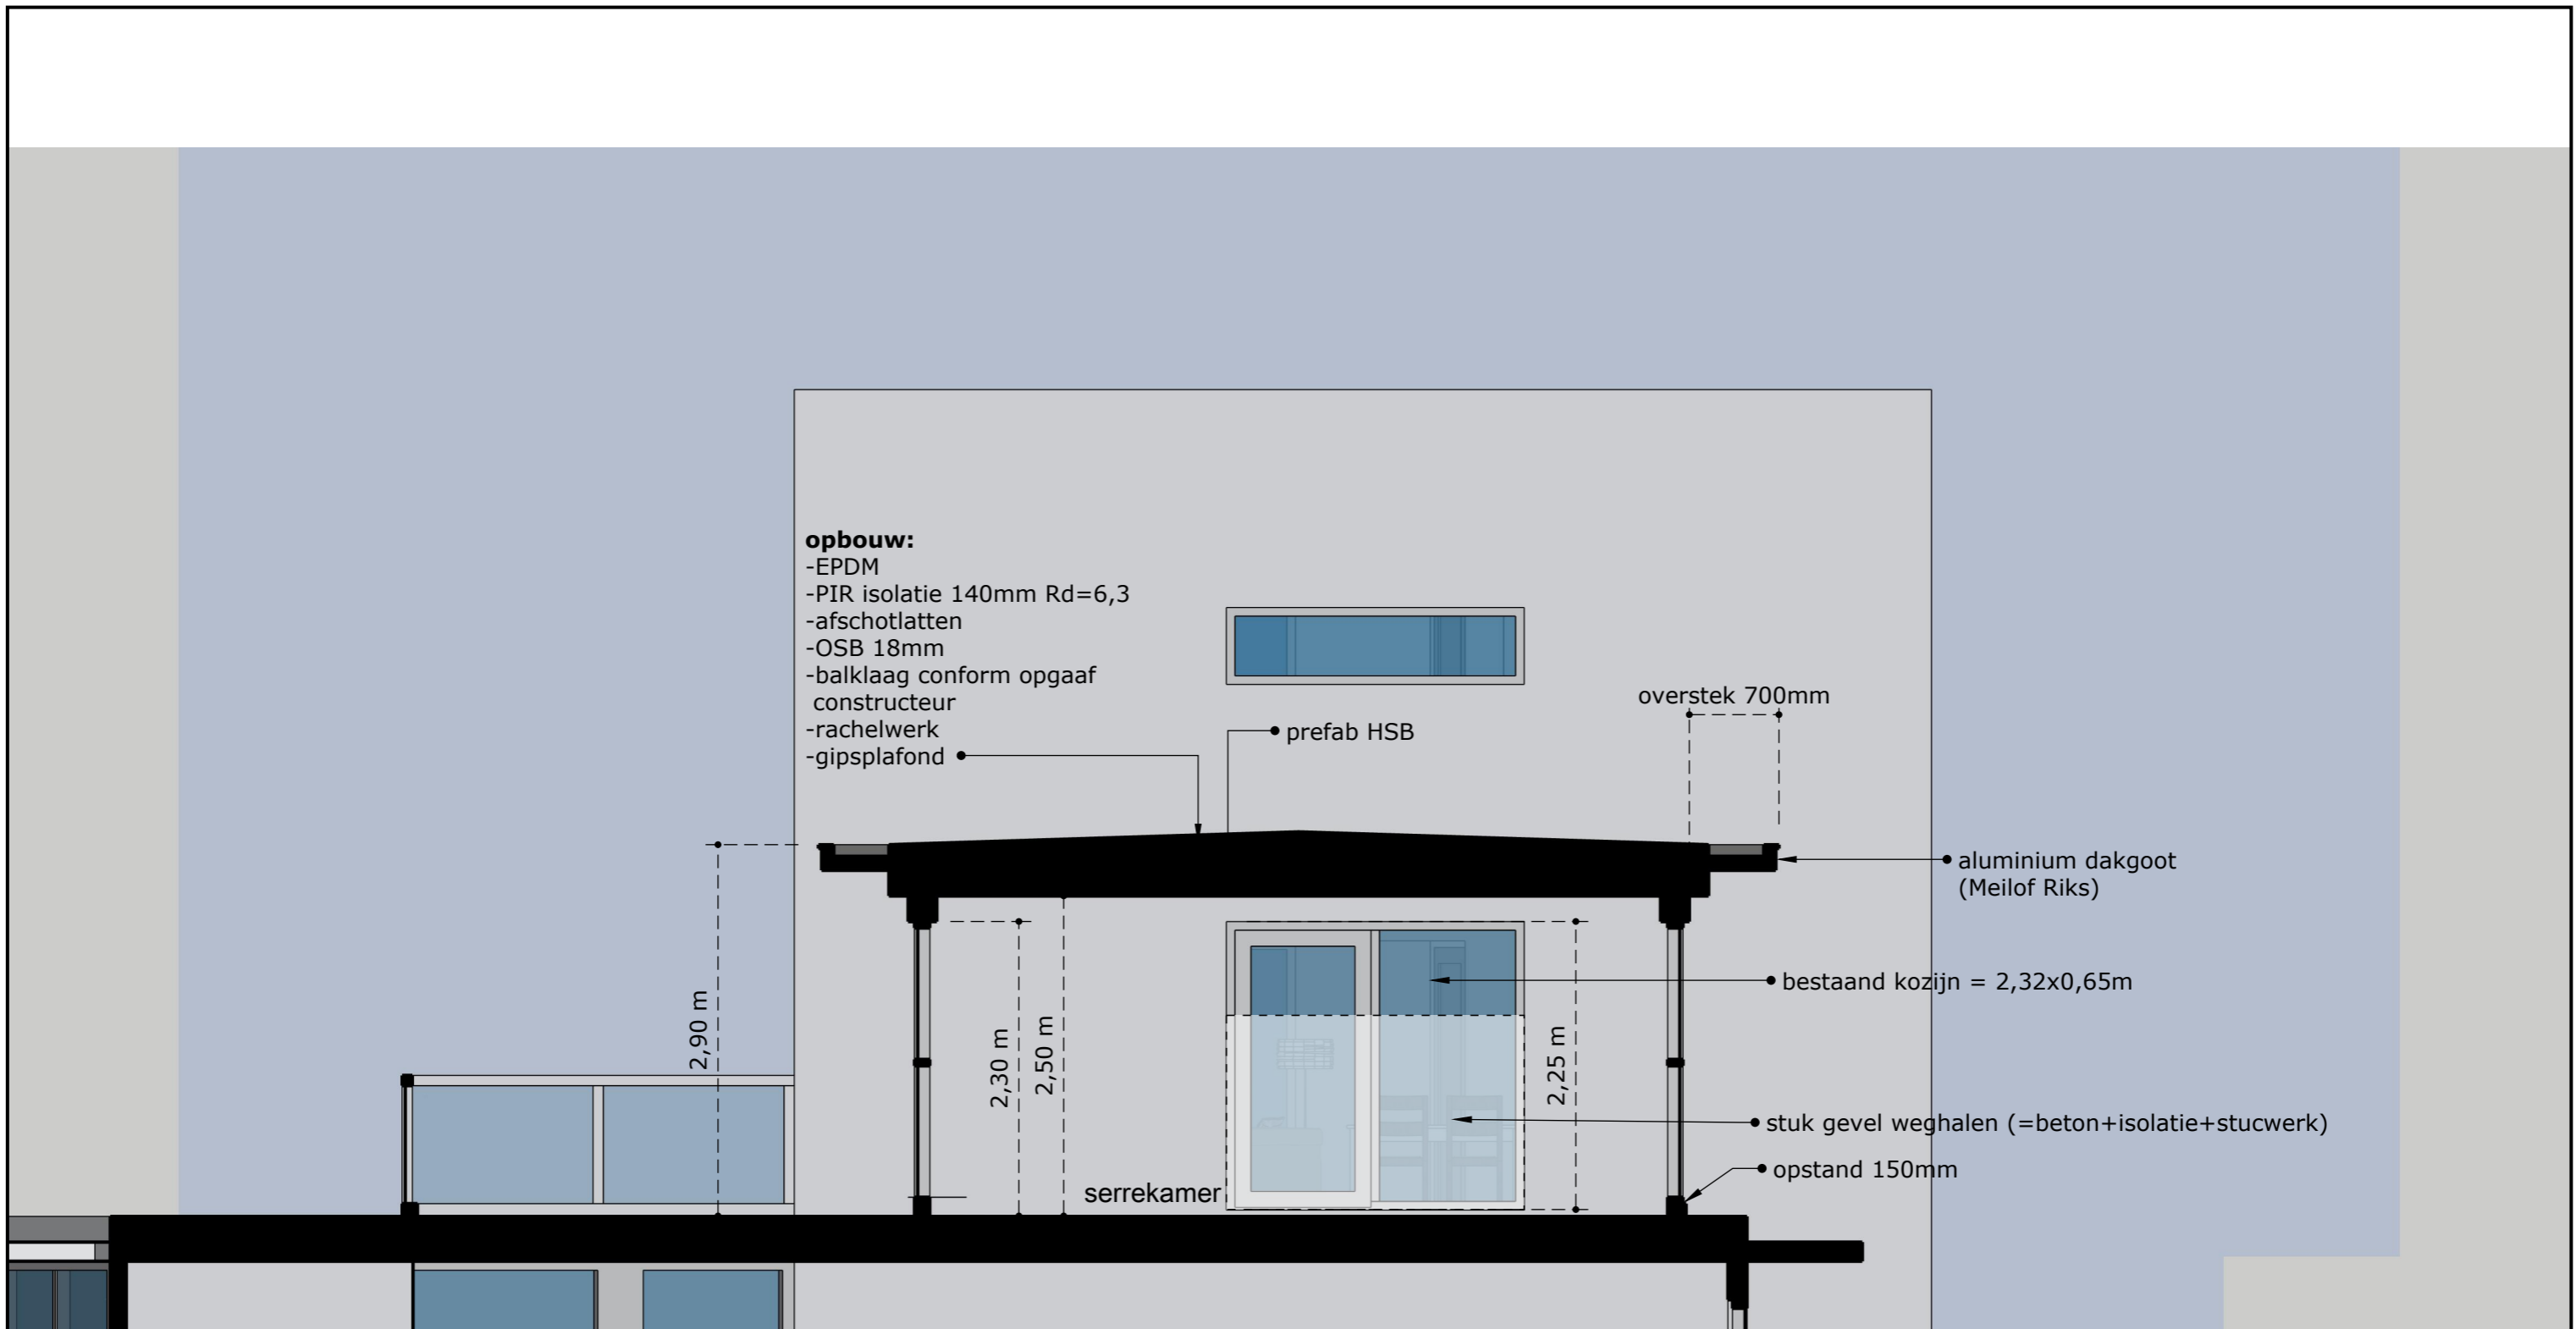 opbouw:
-EPDM
-PIR isolatie 140mm Rd=6,3
-afschotlatten
-OSB 18mm
-balklaag conform opgaaf
constructeur
-rachelwerk
-gipsplafond
prefab HSB
overstek 700mm
aluminium dakgoot
(Meilof Riks)
2,90 m
2,30 m
2,50 m
2,25 m
bestaand kozijn = 2,32x0,65m
stuk gevel weghalen (=beton+isolatie+stucwerk)
opstand 150mm
serrekamer